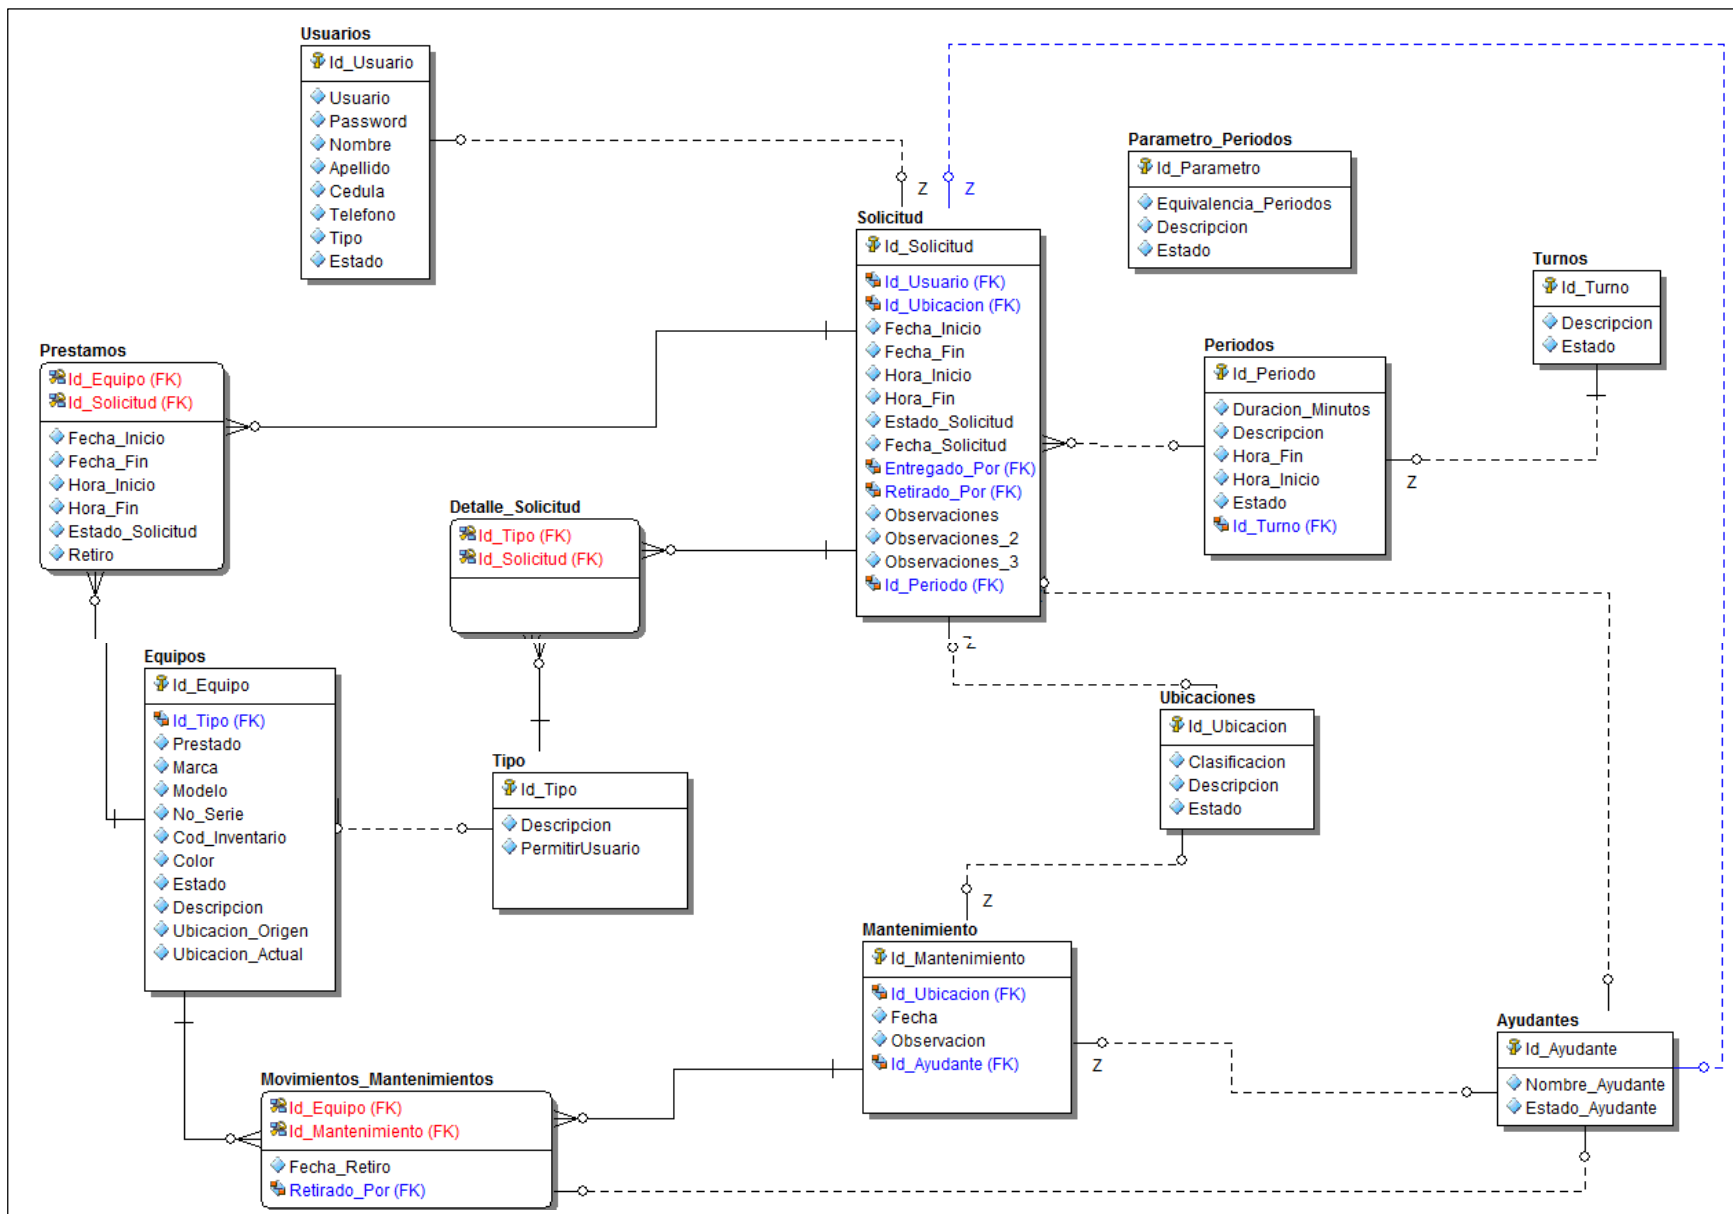 Usuarios
Id_Usuario
Usuario
Password
Nombre
Apellido
Cedula
Telefono
Tipo
Estado
Z
Z
Parametro_Periodos
Id_Parametro
Equivalencia_Periodos
Descripcion
Estado
Solicitud
Id_Solicitud
Id_Usuario (FK)
Id_Ubicacion (FK)
Fecha_Inicio
Fecha_Fin
Hora_Inicio
Hora_Fin
Estado_Solicitud
Fecha_Solicitud
Entregado_Por (FK)
Retirado_Por (FK)
Observaciones
Observaciones_2
Observaciones_3
Id_Periodo (FK)
Z
Turnos
Id_Turno
Descripcion
Estado
Periodos
Id_Periodo
Duracion_Minutos
Descripcion
Hora_Fin
Hora_Inicio
Estado
Id_Turno (FK)
Z
Prestamos
Id_Equipo (FK)
Id_Solicitud (FK)
Fecha_Inicio
Fecha_Fin
Hora_Inicio
Hora_Fin
Estado_Solicitud
Retiro
Detalle_Solicitud
Id_Tipo (FK)
Id_Solicitud (FK)
Equipos
Id_Equipo
Id_Tipo (FK)
Prestado
Marca
Modelo
No_Serie
Cod_Inventario
Color
Estado
Descripcion
Ubicacion_Origen
Ubicacion_Actual
Tipo
Id_Tipo
Descripcion
PermitirUsuario
Ubicaciones
Id_Ubicacion
Clasificacion
Descripcion
Estado
Z
Mantenimiento
Id_Mantenimiento
Id_Ubicacion (FK)
Fecha
Observacion
Id_Ayudante (FK)
Z
Ayudantes
Id_Ayudante
Nombre_Ayudante
Estado_Ayudante
Movimientos_Mantenimientos
Id_Equipo (FK)
Id_Mantenimiento (FK)
Fecha_Retiro
Retirado_Por (FK)